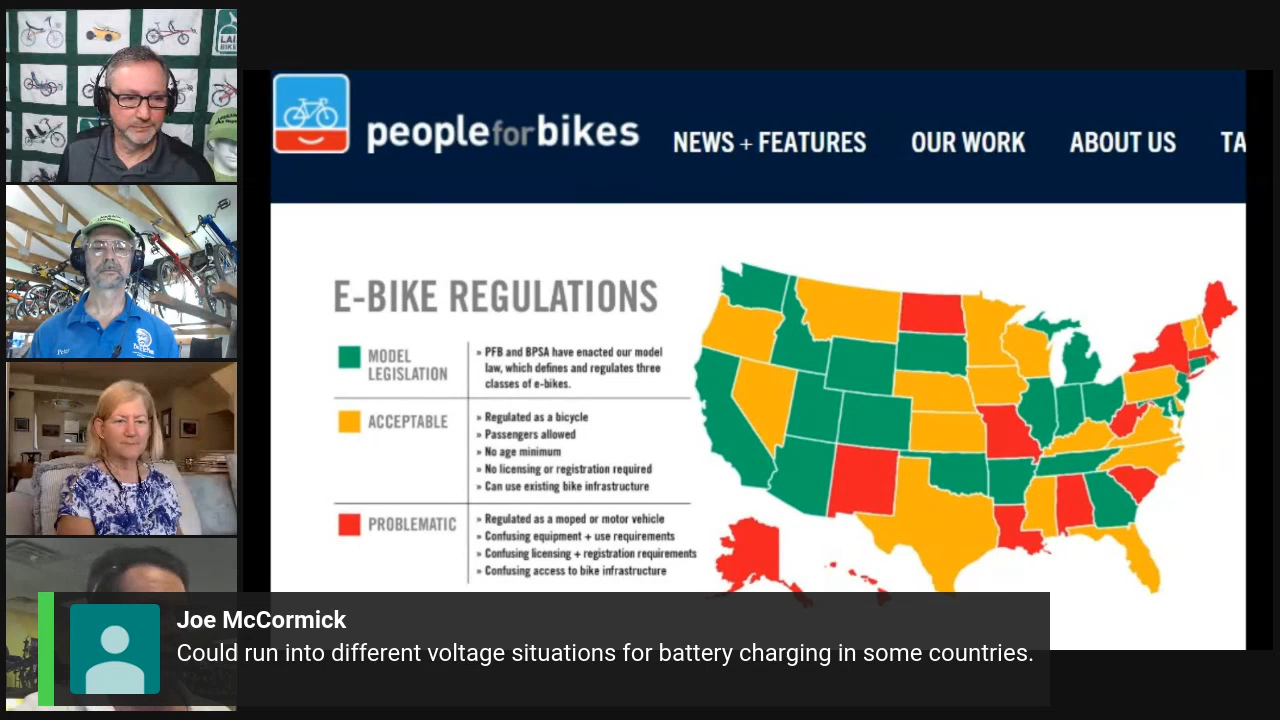 LAID
BIKE
Peter
peopleforbikes
NEWS + FEATURES
OUR WORK
ABOUT US
TA
E-BIKE REGULATIONS
MODEL
LEGISLATION
» PFB and BPSA have enacted our model
law, which defines and regulates three
classes of e-bikes.
ACCEPTABLE
» Regulated as a bicycle
» Passengers allowed
» No age minimum
» No licensing or registration required
» Can use existing bike infrastructure
PROBLEMATIC
» Regulated as a moped or motor vehicle
» Confusing equipment + use requirements
» Confusing licensing + registration requirements
» Confusing access to bike infrastructure
Joe McCormick
Could run into different voltage situations for battery charging in some countries.